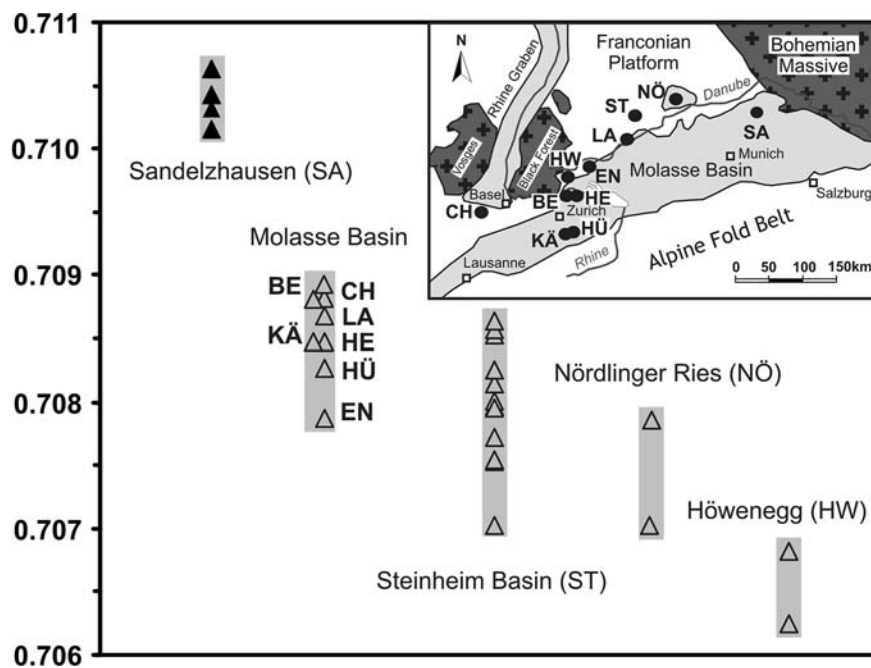 0.711
0.710
0.709
0.708
0.707
0.706
Sandelzhausen (SA)
Molasse Basin
BE
CH
LA
KÄ
HE
HÜ
EN
Steinheim Basin (ST)
Nördlinger Ries (NÖ)
Höwenegg (HW)
N
Rhine Graben
Franconian
Platform
Bohemian
Massive
Danube
NÖ
ST
LA
SA
Vosges
Black Forest
HW
EN
Molasse Basin
Munich
Basel
BE
HE
Zurich
Salzburg
CH
KÄ
HÜ
Alpine Fold Belt
Rhine
Lausanne
0 50 100 150km